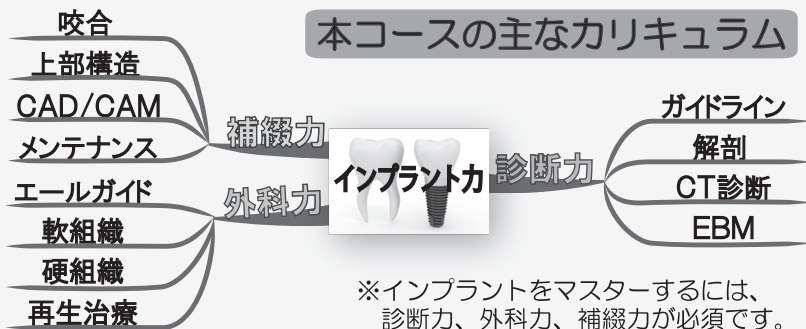 本コースの主なカリキュラム
咬合
上部構造
CAD/CAM
メンテナンス
補綴力
エールガイド
軟組織
硬組織
再生治療
外科力
インプラント力
診断力
ガイドライン
解剖
CT診断
EBM
※インプラントをマスターするには、
診断力、外科力、補綴力が必須です。